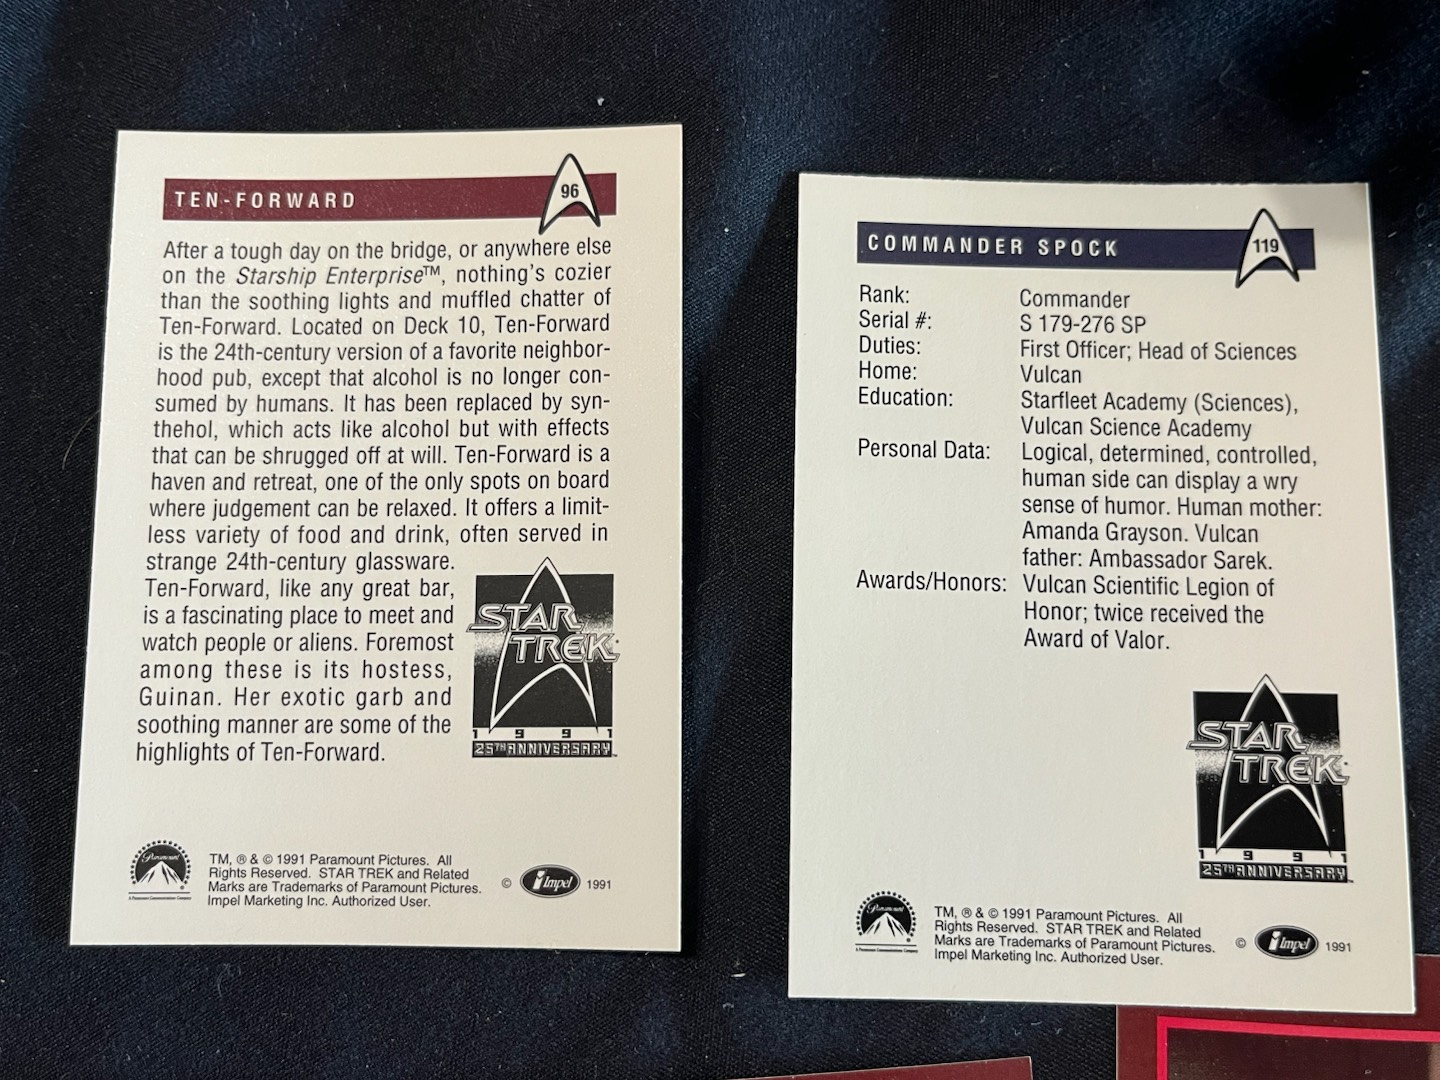 TEN-FORWARD
96
After a tough day on the bridge, or anywhere else
on the Starship Enterprise™, nothing's cozier
than the soothing lights and muffled chatter of
Ten-Forward. Located on Deck 10, Ten-Forward
is the 24th-century version of a favorite neighbor-
hood pub, except that alcohol is no longer con-
sumed by humans. It has been replaced by syn-
thehol, which acts like alcohol but with effects
that can be shrugged off at will. Ten-Forward is a
haven and retreat, one of the only spots on board
where judgement can be relaxed. It offers a limit-
less variety of food and drink, often served in
strange 24th-century glassware.
Ten-Forward, like any great bar,
is a fascinating place to meet and
watch people or aliens. Foremost
among these is its hostess,
Guinan. Her exotic garb and
soothing manner are some of the
highlights of Ten-Forward.
STAR
TREK
1991
25TH ANNIVERSARY
Paramount
A Paramount Communications Company
TM, ® & © 1991 Paramount Pictures. All
Rights Reserved. STAR TREK and Related
Marks are Trademarks of Paramount Pictures.
Impel Marketing Inc. Authorized User.
© Impel 1991
COMMANDER SPOCK
119
Rank: Commander
Serial #: S 179-276 SP
Duties: First Officer; Head of Sciences
Home: Vulcan
Education: Starfleet Academy (Sciences),
Vulcan Science Academy
Personal Data: Logical, determined, controlled,
human side can display a wry
sense of humor. Human mother:
Amanda Grayson. Vulcan
father: Ambassador Sarek.
Awards/Honors: Vulcan Scientific Legion of
Honor; twice received the
Award of Valor.
STAR
TREK
1991
25TH ANNIVERSARY
Paramount
A Paramount Communications Company
TM, ® & © 1991 Paramount Pictures. All
Rights Reserved. STAR TREK and Related
Marks are Trademarks of Paramount Pictures.
Impel Marketing Inc. Authorized User.
© Impel 1991